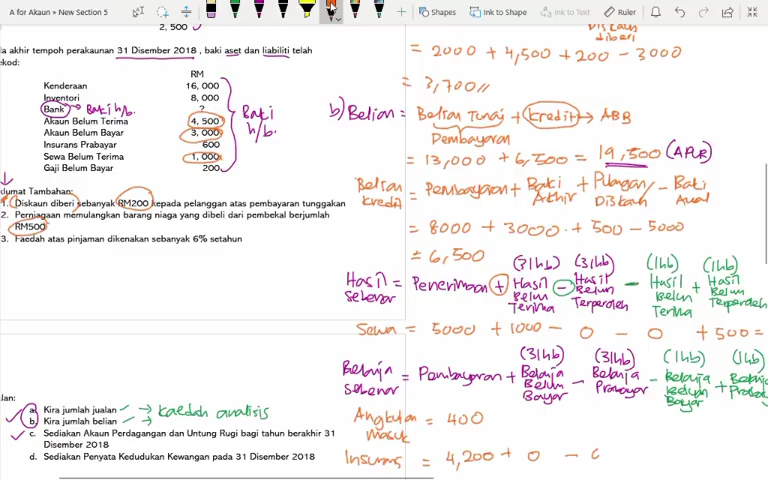 A for Akaun » New Section 5
Shapes
Ink to Shape
Ink to Text
Ruler
2, 500
a akhir tempoh perakaunan 31 Disember 2018, baki aset dan liabiliti telah
kod:
RM
Kenderaan 16, 000
Inventori 8, 000
Bank → Baki h/b. ?
Akaun Belum Terima 4, 500
Akaun Belum Bayar 3, 000
Insurans Prabayar 600
Sewa Belum Terima 1, 000
Gaji Belum Bayar 200
Baki
h/b.
klumat Tambahan:
1. Diskaun diberi sebanyak RM200 kepada pelanggan atas pembayaran tunggakan
2. Perniagaan memulangkan barang niaga yang dibeli dari pembekal berjumlah
RM500
3. Faedah atas pinjaman dikenakan sebanyak 6% setahun
alan:
a. Kira jumlah jualan → kaedah analisis
b. Kira jumlah belian →
c. Sediakan Akaun Perdagangan dan Untung Rugi bagi tahun berakhir 31
Disember 2018
d. Sediakan Penyata Kedudukan Kewangan pada 31 Disember 2018
Diskaun
diberi
= 2000 + 4,500 + 200 - 3000
= 3,700 //
b) Belian = Belian Tunai + kredit → ABB
Pembayaran
= 13,000 + 6,500 = 19,500 (APUR)
Belian
kredit = Pembayaran + Baki Akhir + Pulangan / Diskaun - Baki Awal
= 8000 + 3000 + 500 - 5000
= 6,500
Hasil sebenar = Penerimaan + (31hb) Hasil Belum Terima - (31hb) Hasil Belum Terperoleh - (1hb) Hasil Belum Terima + (1hb) Hasil Belum Terperoleh
Sewa = 5000 + 1000 - 0 - 0 + 500 =
Belanja sebenar = Pembayaran + (31hb) Belanja Belum Bayar - (31hb) Belanja Prabayar - (1hb) Belanja Belum Bayar + (1hb) Belanja Praba
Angkutan masuk = 400
Insurans = 4,200 + 0 -